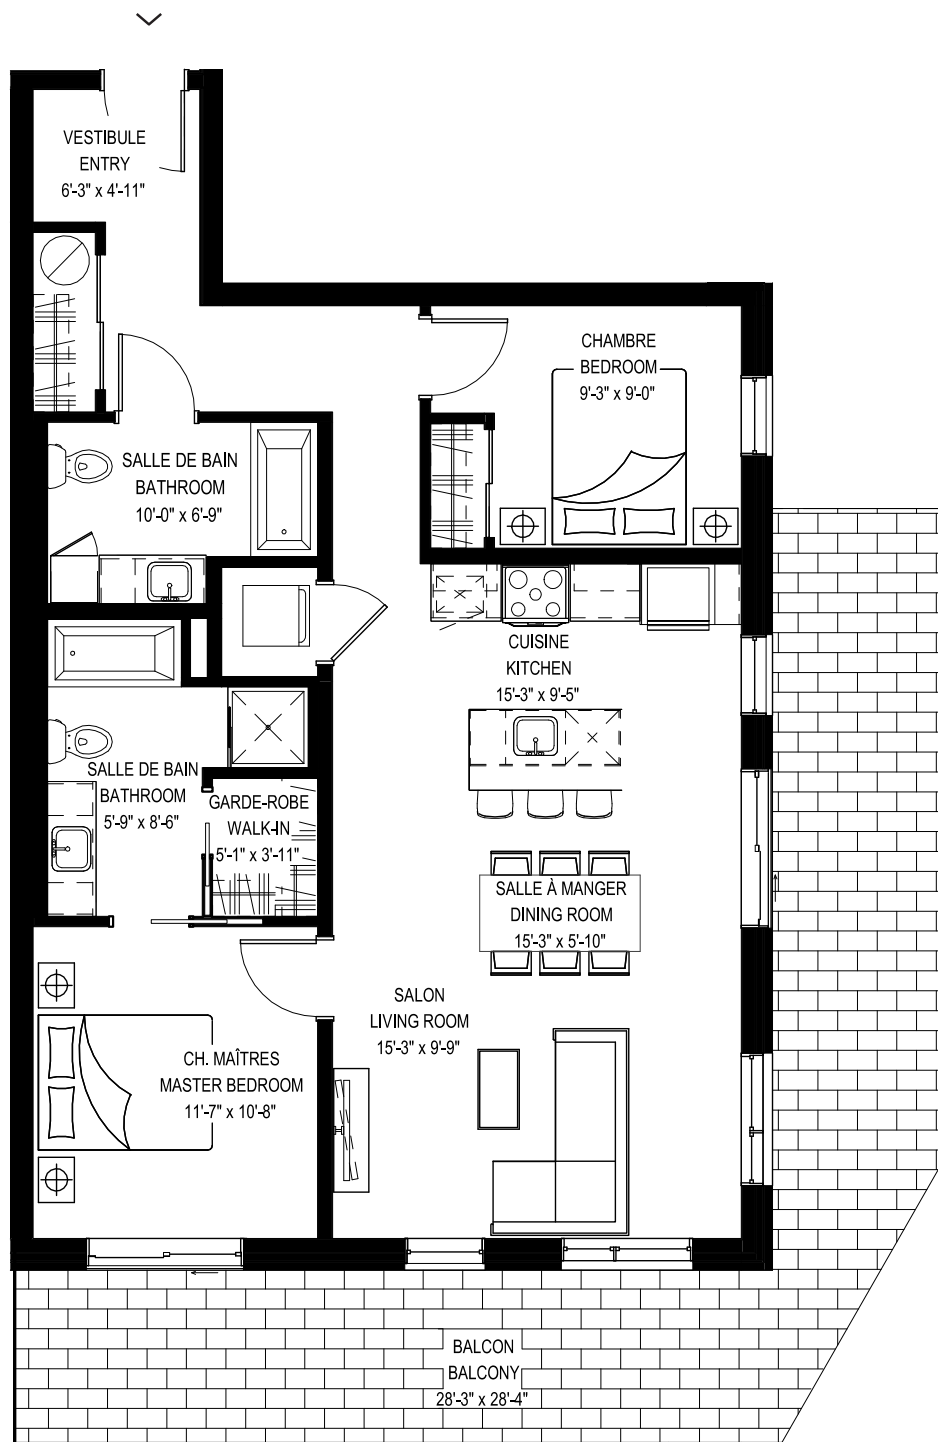 VESTIBULE
ENTRY
6'-3" x 4'-11"
CHAMBRE
BEDROOM
9'-3" x 9'-0"
SALLE DE BAIN
BATHROOM
10'-0" x 6'-9"
CUISINE
KITCHEN
15'-3" x 9'-5"
SALLE DE BAIN
BATHROOM
5'-9" x 8'-6"
GARDE-ROBE
WALK-IN
5'-1" x 3'-11"
SALLE À MANGER
DINING ROOM
15'-3" x 5'-10"
SALON
LIVING ROOM
15'-3" x 9'-9"
CH. MAÎTRES
MASTER BEDROOM
11'-7" x 10'-8"
BALCON
BALCONY
28'-3" x 28'-4"